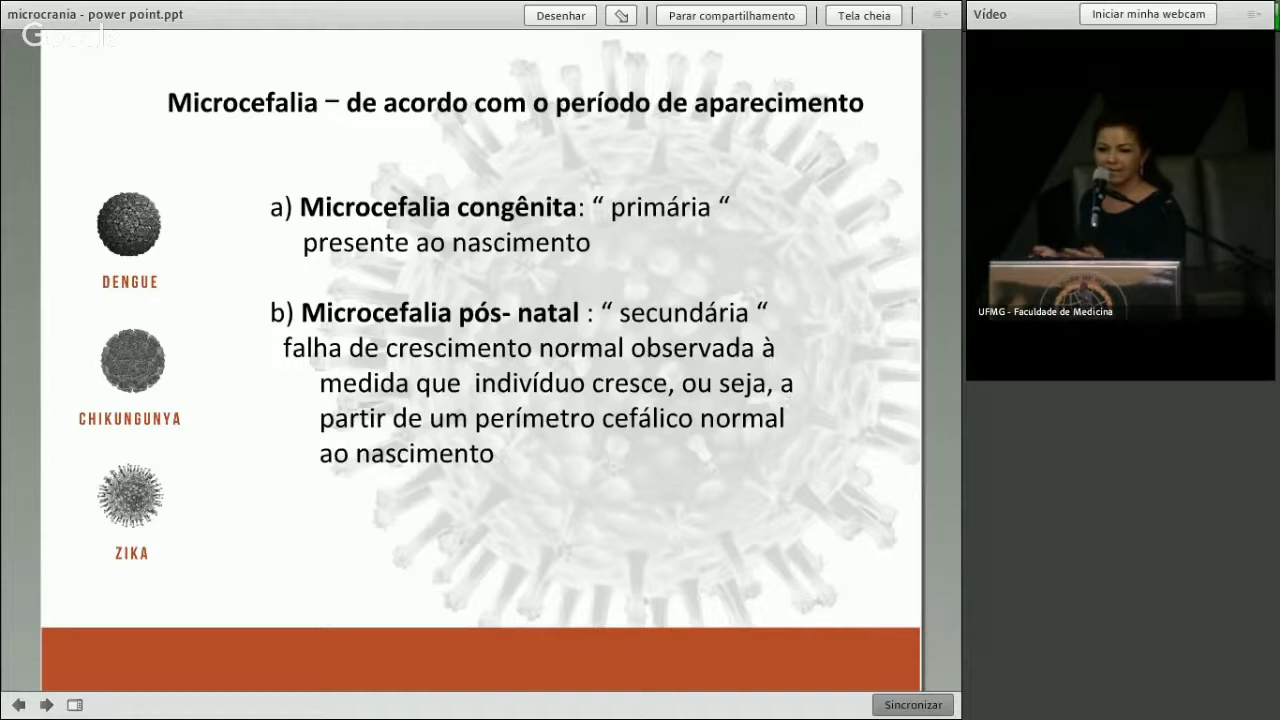 microcrania - power point.ppt
Desenhar
Parar compartilhamento
Tela cheia
Vídeo
Iniciar minha webcam
Google
Microcefalia – de acordo com o período de aparecimento
a) Microcefalia congênita: “ primária “
presente ao nascimento
b) Microcefalia pós- natal : “ secundária “
falha de crescimento normal observada à
medida que indivíduo cresce, ou seja, a
partir de um perímetro cefálico normal
ao nascimento
DENGUE
CHIKUNGUNYA
ZIKA
UFMG - Faculdade de Medicina
Sincronizar